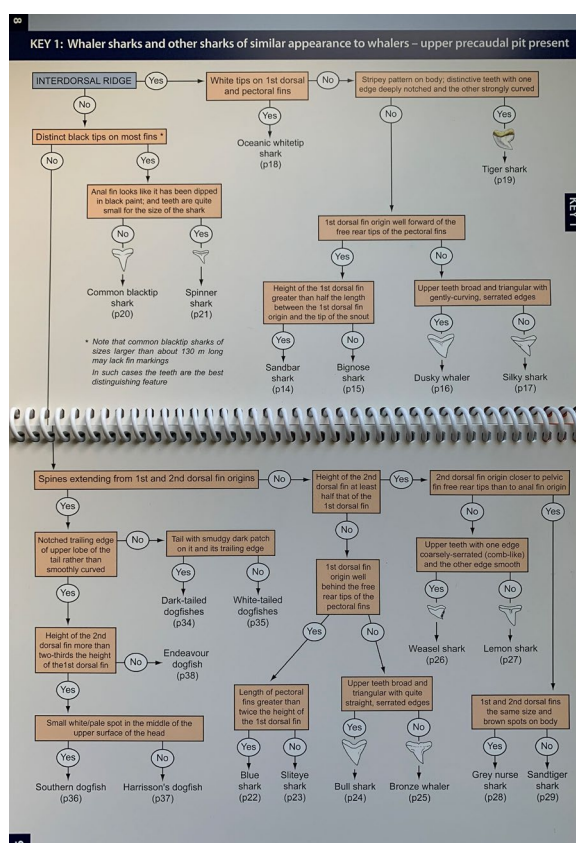 8
KEY 1: Whaler sharks and other sharks of similar appearance to whalers – upper precaudal pit present
INTERDORSAL RIDGE
Yes
White tips on 1st dorsal
and pectoral fins
No
Stripey pattern on body; distinctive teeth with one
edge deeply notched and the other strongly curved
No
Yes
No
Yes
Distinct black tips on most fins *
Oceanic whitetip
shark
(p18)
Tiger shark
(p19)
No
Yes
KEY 1
Anal fin looks like it has been dipped
in black paint; and teeth are quite
small for the size of the shark
1st dorsal fin origin well forward of the
free rear tips of the pectoral fins
No
Yes
Yes
No
Common blacktip
shark
(p20)
Spinner
shark
(p21)
Height of the 1st dorsal fin
greater than half the length
between the 1st dorsal fin
origin and the tip of the snout
Upper teeth broad and triangular with
gently-curving, serrated edges
Yes
No
Yes
No
* Note that common blacktip sharks of
sizes larger than about 130 m long
may lack fin markings
In such cases the teeth are the best
distinguishing feature
Sandbar
shark
(p14)
Bignose
shark
(p15)
Dusky whaler
(p16)
Silky shark
(p17)
Spines extending from 1st and 2nd dorsal fin origins
No
Height of the 2nd
dorsal fin at least
half that of the
1st dorsal fin
Yes
2nd dorsal fin origin closer to pelvic
fin free rear tips than to anal fin origin
Yes
No
No
Yes
Notched trailing edge
of upper lobe of the
tail rather than
smoothly curved
No
Tail with smudgy dark patch
on it and its trailing edge
1st dorsal fin
origin well
behind the free
rear tips of the
pectoral fins
Upper teeth with one edge
coarsely-serrated (comb-like)
and the other edge smooth
Yes
Yes
No
Yes
No
Dark-tailed
dogfishes
(p34)
White-tailed
dogfishes
(p35)
Yes
No
Weasel shark
(p26)
Lemon shark
(p27)
Height of the 2nd
dorsal fin more than
two-thirds the height
of the1st dorsal fin
No
Endeavour
dogfish
(p38)
Yes
Length of pectoral
fins greater than
twice the height of
the 1st dorsal fin
Upper teeth broad and
triangular with quite
straight, serrated edges
1st and 2nd dorsal fins
the same size and
brown spots on body
Small white/pale spot in the middle of the
upper surface of the head
Yes
No
Yes
No
Yes
No
Yes
No
Southern dogfish
(p36)
Harrisson's dogfish
(p37)
Blue
shark
(p22)
Sliteye
shark
(p23)
Bull shark
(p24)
Bronze whaler
(p25)
Grey nurse
shark
(p28)
Sandtiger
shark
(p29)